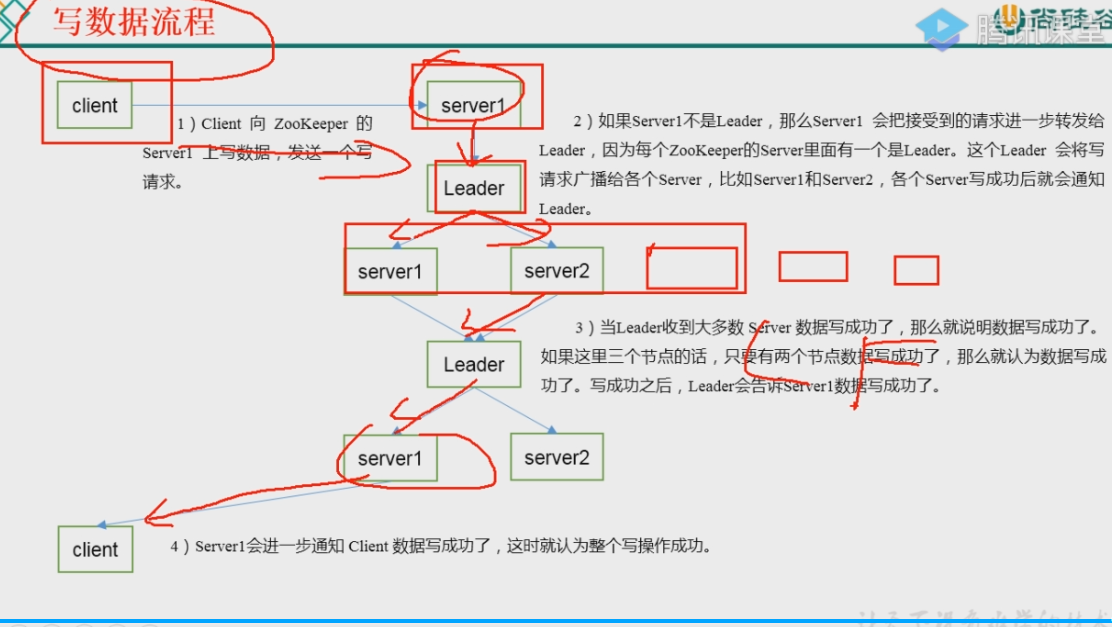 写数据流程
腾讯课堂
client
server1
1）Client 向 ZooKeeper 的
Server1 上写数据，发送一个写
请求。
2）如果Server1不是Leader，那么Server1 会把接受到的请求进一步转发给
Leader，因为每个ZooKeeper的Server里面有一个是Leader。这个Leader 会将写
请求广播给各个Server，比如Server1和Server2，各个Server写成功后就会通知
Leader。
Leader
server1
server2
3）当Leader收到大多数 Server 数据写成功了，那么就说明数据写成功了。
如果这里三个节点的话，只要有两个节点数据写成功了，那么就认为数据写成
功了。写成功之后，Leader会告诉Server1数据写成功了。
Leader
server1
server2
client
4）Server1会进一步通知 Client 数据写成功了，这时就认为整个写操作成功。